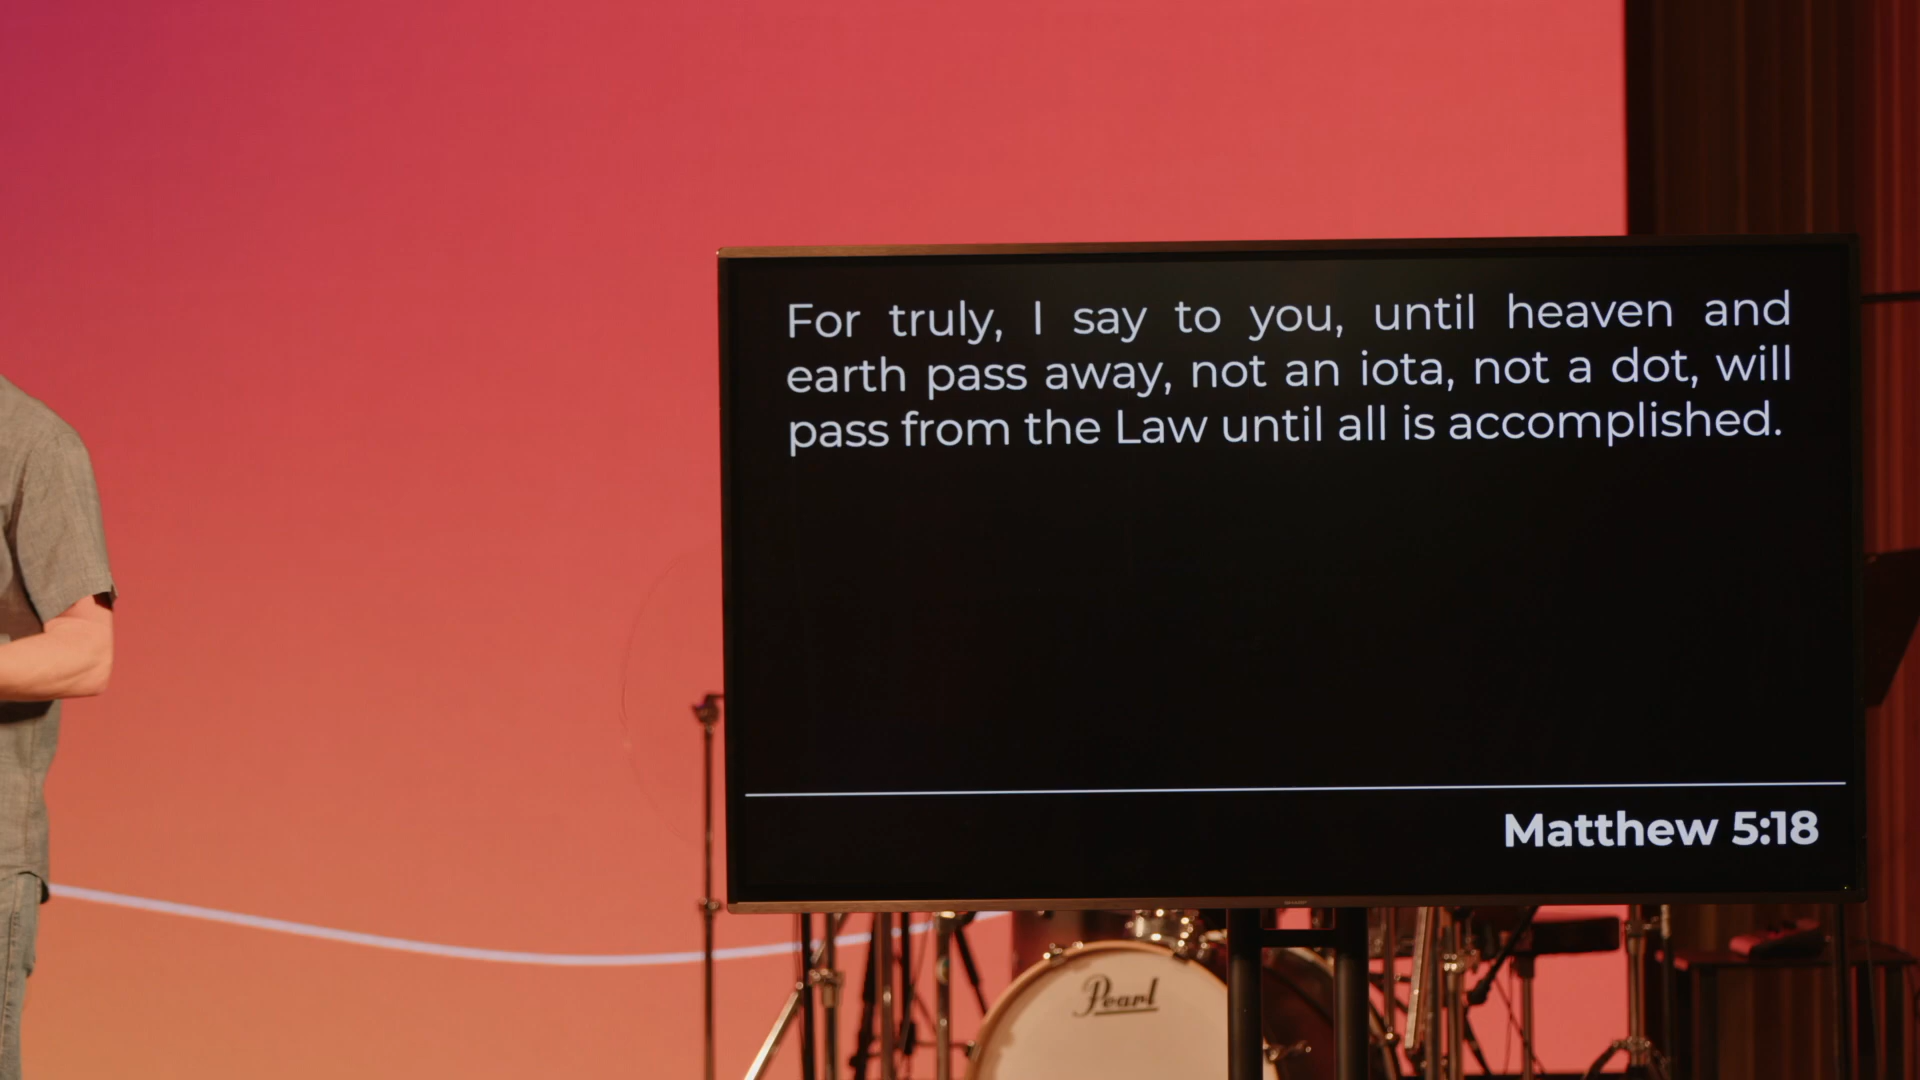 For truly, I say to you, until heaven and
earth pass away, not an iota, not a dot, will
pass from the Law until all is accomplished.
Matthew 5:18
Pearl